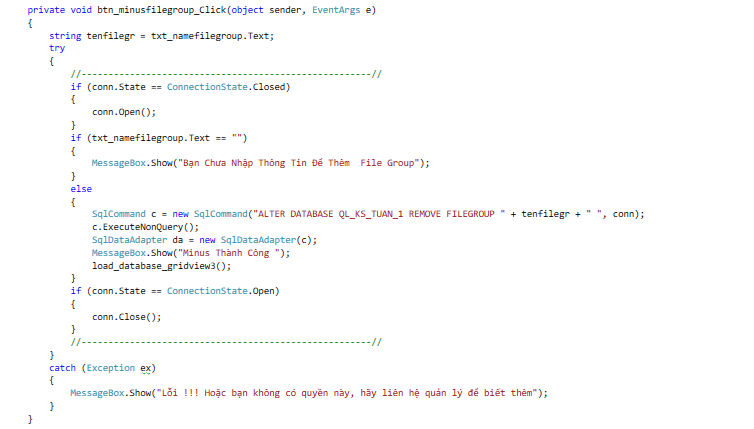 private void btn_minusfilegroup_Click(object sender, EventArgs e)
{
string tenfilegr = txt_namefilegroup.Text;
try
{
//-------------------------------------------------------//
if (conn.State == ConnectionState.Closed)
{
conn.Open();
}
if (txt_namefilegroup.Text == "")
{
MessageBox.Show("Bạn Chưa Nhập Thông Tin Để Thêm  File Group");
}
else
{
SqlCommand c = new SqlCommand("ALTER DATABASE QL_KS_TUAN_1 REMOVE FILEGROUP " + tenfilegr + " ", conn);
c.ExecuteNonQuery();
SqlDataAdapter da = new SqlDataAdapter(c);
MessageBox.Show("Minus Thành Công ");
load_database_gridview3();
}
if (conn.State == ConnectionState.Open)
{
conn.Close();
}
//-------------------------------------------------------//
}
catch (Exception ex)
{
MessageBox.Show("Lỗi !!! Hoặc bạn không có quyền này, hãy liên hệ quản lý để biết thêm");
}
}